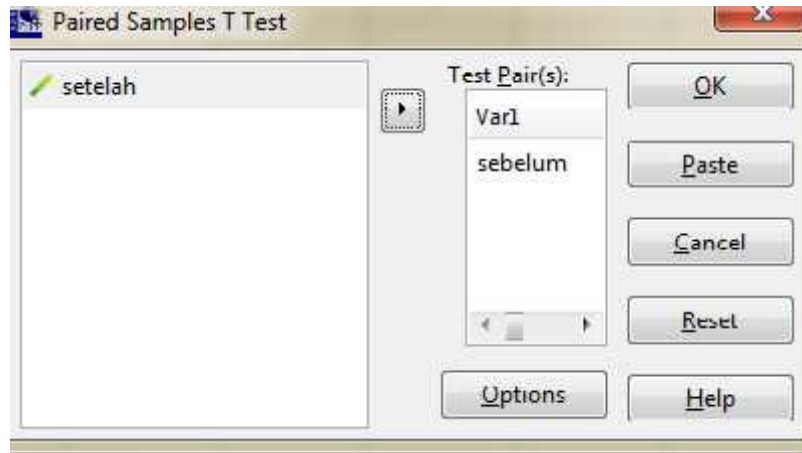 Paired Samples T Test
setelah
Test Pair(s):
Var1
sebelum
OK
Paste
Cancel
Reset
Options
Help